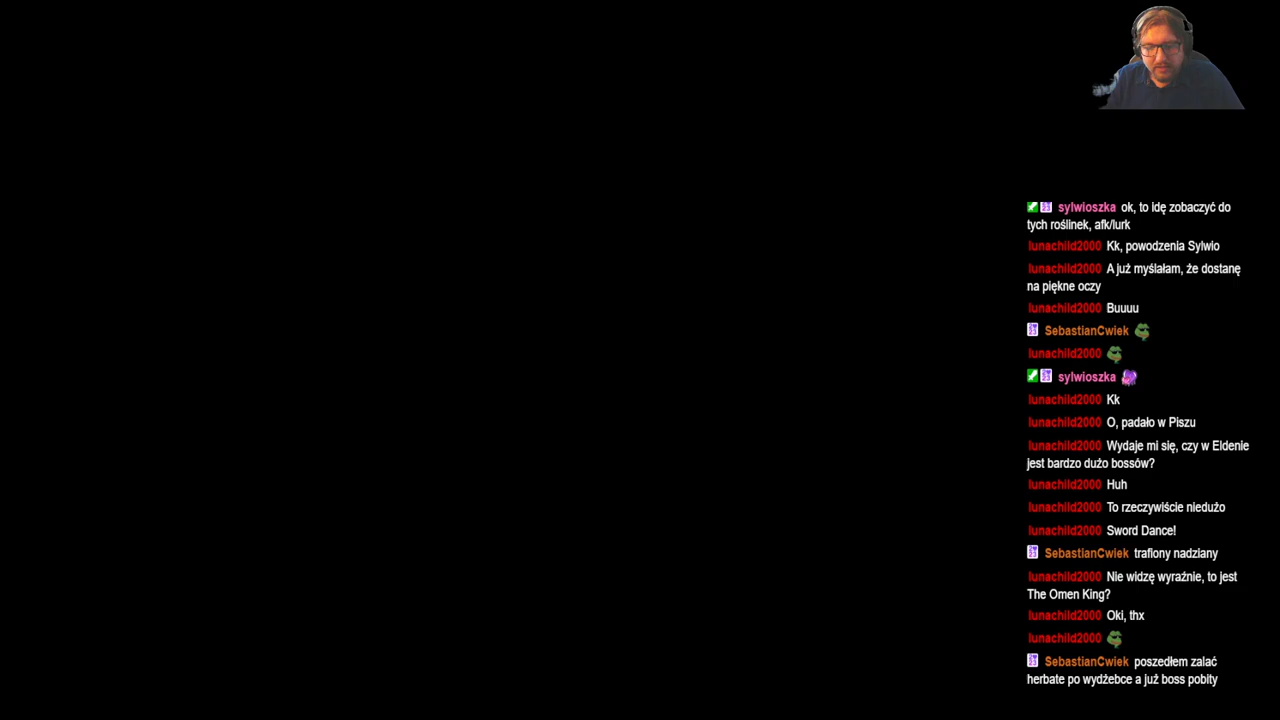 sylwioszka ok, to idę zobaczyć do
tych roślinek, afk/lurk
lunachild2000 Kk, powodzenia Sylwio
lunachild2000 A już myślałam, że dostanę
na piękne oczy
lunachild2000 Buuuu
SebastianCwiek
lunachild2000
sylwioszka
lunachild2000 Kk
lunachild2000 O, padało w Piszu
lunachild2000 Wydaje mi się, czy w Eldenie
jest bardzo dużo bossów?
lunachild2000 Huh
lunachild2000 To rzeczywiście niedużo
lunachild2000 Sword Dance!
SebastianCwiek trafiony nadziany
lunachild2000 Nie widzę wyraźnie, to jest
The Omen King?
lunachild2000 Oki, thx
lunachild2000
SebastianCwiek poszedłem zalać
herbate po wydżebce a już boss pobity